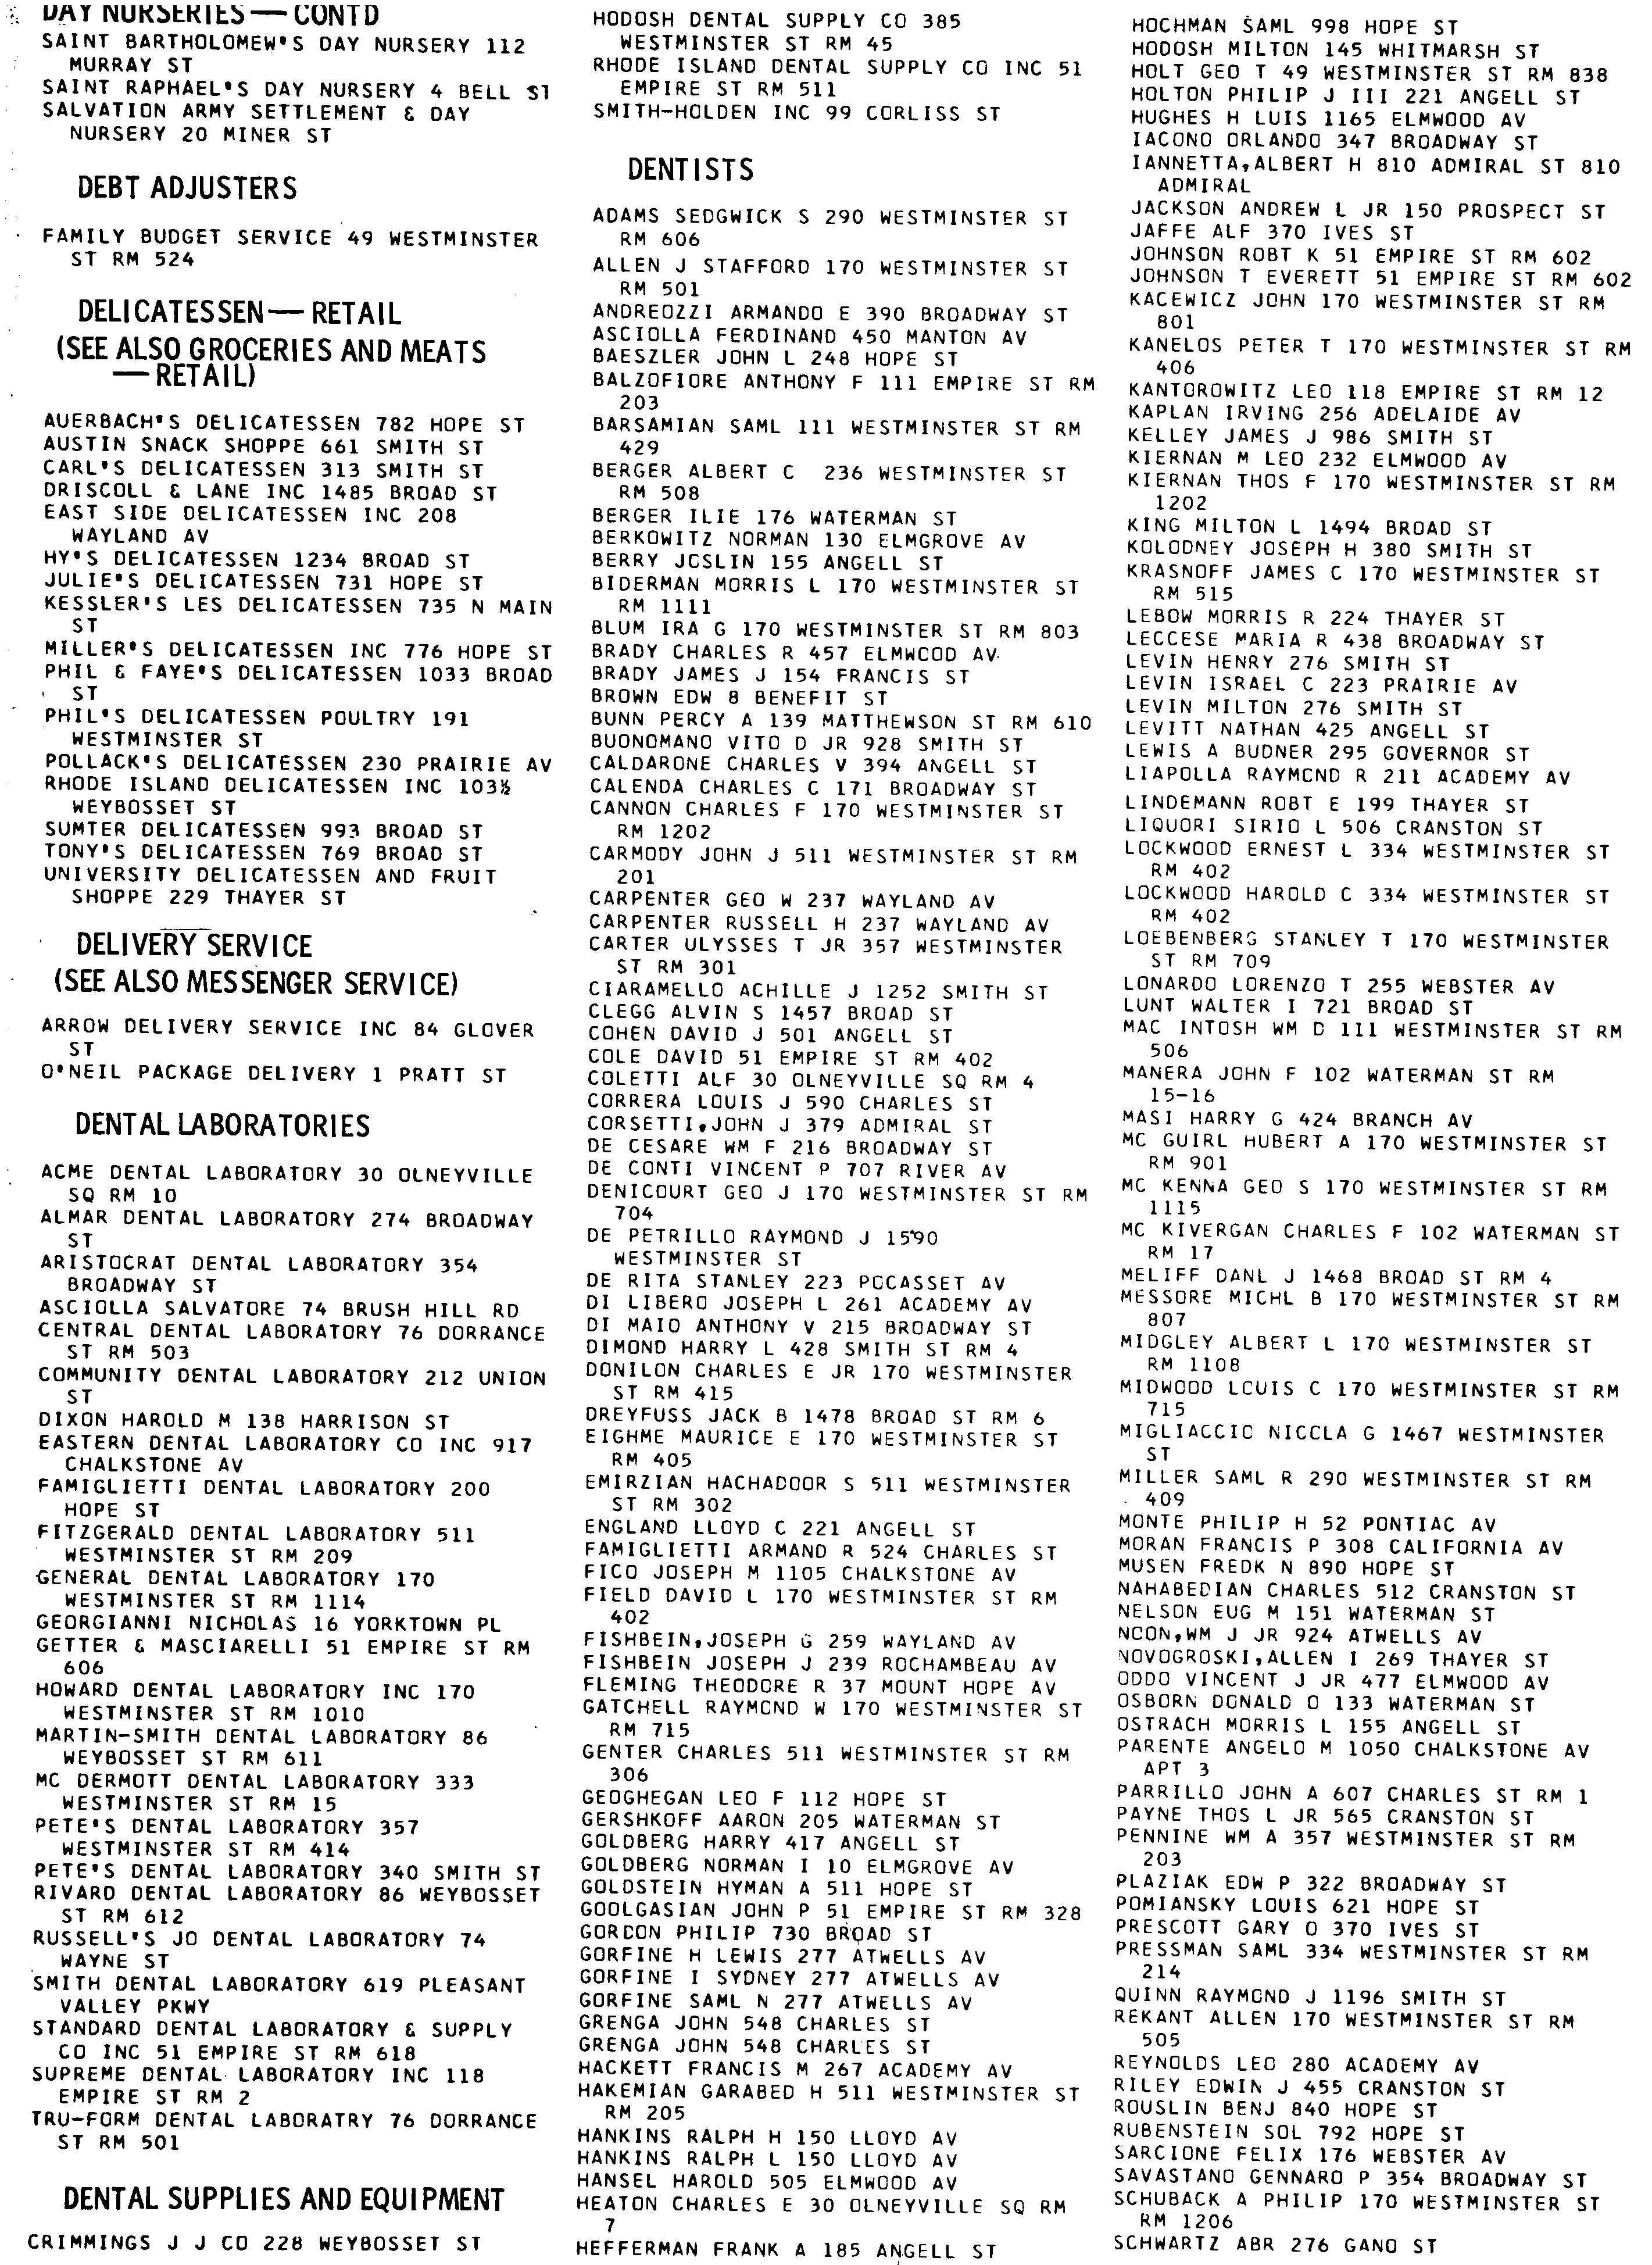 DAY NURSERIES — CONTD
SAINT BARTHOLOMEW'S DAY NURSERY 112
MURRAY ST
SAINT RAPHAEL'S DAY NURSERY 4 BELL ST
SALVATION ARMY SETTLEMENT & DAY
NURSERY 20 MINER ST
DEBT ADJUSTERS
FAMILY BUDGET SERVICE 49 WESTMINSTER
ST RM 524
DELICATESSEN — RETAIL
(SEE ALSO GROCERIES AND MEATS
— RETAIL)
AUERBACH'S DELICATESSEN 782 HOPE ST
AUSTIN SNACK SHOPPE 661 SMITH ST
CARL'S DELICATESSEN 313 SMITH ST
DRISCOLL & LANE INC 1485 BROAD ST
EAST SIDE DELICATESSEN INC 208
WAYLAND AV
HY'S DELICATESSEN 1234 BROAD ST
JULIE'S DELICATESSEN 731 HOPE ST
KESSLER'S LES DELICATESSEN 735 N MAIN
ST
MILLER'S DELICATESSEN INC 776 HOPE ST
PHIL & FAYE'S DELICATESSEN 1033 BROAD
ST
PHIL'S DELICATESSEN POULTRY 191
WESTMINSTER ST
POLLACK'S DELICATESSEN 230 PRAIRIE AV
RHODE ISLAND DELICATESSEN INC 103½
WEYBOSSET ST
SUMTER DELICATESSEN 993 BROAD ST
TONY'S DELICATESSEN 769 BROAD ST
UNIVERSITY DELICATESSEN AND FRUIT
SHOPPE 229 THAYER ST
DELIVERY SERVICE
(SEE ALSO MESSENGER SERVICE)
ARROW DELIVERY SERVICE INC 84 GLOVER
ST
O'NEIL PACKAGE DELIVERY 1 PRATT ST
DENTAL LABORATORIES
ACME DENTAL LABORATORY 30 OLNEYVILLE
SQ RM 10
ALMAR DENTAL LABORATORY 274 BROADWAY
ST
ARISTOCRAT DENTAL LABORATORY 354
BROADWAY ST
ASCIOLLA SALVATORE 74 BRUSH HILL RD
CENTRAL DENTAL LABORATORY 76 DORRANCE
ST RM 503
COMMUNITY DENTAL LABORATORY 212 UNION
ST
DIXON HAROLD M 138 HARRISON ST
EASTERN DENTAL LABORATORY CO INC 917
CHALKSTONE AV
FAMIGLIETTI DENTAL LABORATORY 200
HOPE ST
FITZGERALD DENTAL LABORATORY 511
WESTMINSTER ST RM 209
GENERAL DENTAL LABORATORY 170
WESTMINSTER ST RM 1114
GEORGIANNI NICHOLAS 16 YORKTOWN PL
GETTER & MASCIARELLI 51 EMPIRE ST RM
606
HOWARD DENTAL LABORATORY INC 170
WESTMINSTER ST RM 1010
MARTIN-SMITH DENTAL LABORATORY 86
WEYBOSSET ST RM 611
MC DERMOTT DENTAL LABORATORY 333
WESTMINSTER ST RM 15
PETE'S DENTAL LABORATORY 357
WESTMINSTER ST RM 414
PETE'S DENTAL LABORATORY 340 SMITH ST
RIVARD DENTAL LABORATORY 86 WEYBOSSET
ST RM 612
RUSSELL'S JO DENTAL LABORATORY 74
WAYNE ST
SMITH DENTAL LABORATORY 619 PLEASANT
VALLEY PKWY
STANDARD DENTAL LABORATORY & SUPPLY
CO INC 51 EMPIRE ST RM 618
SUPREME DENTAL LABORATORY INC 118
EMPIRE ST RM 2
TRU-FORM DENTAL LABORATRY 76 DORRANCE
ST RM 501
DENTAL SUPPLIES AND EQUIPMENT
CRIMMINGS J J CO 228 WEYBOSSET ST
HODOSH DENTAL SUPPLY CO 385
WESTMINSTER ST RM 45
RHODE ISLAND DENTAL SUPPLY CO INC 51
EMPIRE ST RM 511
SMITH-HOLDEN INC 99 CORLISS ST
DENTISTS
ADAMS SEDGWICK S 290 WESTMINSTER ST
RM 606
ALLEN J STAFFORD 170 WESTMINSTER ST
RM 501
ANDREOZZI ARMANDO E 390 BROADWAY ST
ASCIOLLA FERDINAND 450 MANTON AV
BAESZLER JOHN L 248 HOPE ST
BALZOFIORE ANTHONY F 111 EMPIRE ST RM
203
BARSAMIAN SAML 111 WESTMINSTER ST RM
429
BERGER ALBERT C 236 WESTMINSTER ST
RM 508
BERGER ILIE 176 WATERMAN ST
BERKOWITZ NORMAN 130 ELMGROVE AV
BERRY JCSLIN 155 ANGELL ST
BIDERMAN MORRIS L 170 WESTMINSTER ST
RM 1111
BLUM IRA G 170 WESTMINSTER ST RM 803
BRADY CHARLES R 457 ELMWCOD AV
BRADY JAMES J 154 FRANCIS ST
BROWN EDW 8 BENEFIT ST
BUNN PERCY A 139 MATTHEWSON ST RM 610
BUONOMANO VITO D JR 928 SMITH ST
CALDARONE CHARLES V 394 ANGELL ST
CALENDA CHARLES C 171 BROADWAY ST
CANNON CHARLES F 170 WESTMINSTER ST
RM 1202
CARMODY JOHN J 511 WESTMINSTER ST RM
201
CARPENTER GEO W 237 WAYLAND AV
CARPENTER RUSSELL H 237 WAYLAND AV
CARTER ULYSSES T JR 357 WESTMINSTER
ST RM 301
CIARAMELLO ACHILLE J 1252 SMITH ST
CLEGG ALVIN S 1457 BROAD ST
COHEN DAVID J 501 ANGELL ST
COLE DAVID 51 EMPIRE ST RM 402
COLETTI ALF 30 OLNEYVILLE SQ RM 4
CORRERA LOUIS J 590 CHARLES ST
CORSETTI,JOHN J 379 ADMIRAL ST
DE CESARE WM F 216 BROADWAY ST
DE CONTI VINCENT P 707 RIVER AV
DENICOURT GEO J 170 WESTMINSTER ST RM
704
DE PETRILLO RAYMOND J 1590
WESTMINSTER ST
DE RITA STANLEY 223 PCCASSET AV
DI LIBERO JOSEPH L 261 ACADEMY AV
DI MAIO ANTHONY V 215 BROADWAY ST
DIMOND HARRY L 428 SMITH ST RM 4
DONILON CHARLES E JR 170 WESTMINSTER
ST RM 415
DREYFUSS JACK B 1478 BROAD ST RM 6
EIGHME MAURICE E 170 WESTMINSTER ST
RM 405
EMIRZIAN HACHADOOR S 511 WESTMINSTER
ST RM 302
ENGLAND LLOYD C 221 ANGELL ST
FAMIGLIETTI ARMAND R 524 CHARLES ST
FICO JOSEPH M 1105 CHALKSTONE AV
FIELD DAVID L 170 WESTMINSTER ST RM
402
FISHBEIN,JOSEPH G 259 WAYLAND AV
FISHBEIN JOSEPH J 239 ROCHAMBEAU AV
FLEMING THEODORE R 37 MOUNT HOPE AV
GATCHELL RAYMCND W 170 WESTMINSTER ST
RM 715
GENTER CHARLES 511 WESTMINSTER ST RM
306
GEOGHEGAN LEO F 112 HOPE ST
GERSHKOFF AARON 205 WATERMAN ST
GOLDBERG HARRY 417 ANGELL ST
GOLDBERG NORMAN I 10 ELMGROVE AV
GOLDSTEIN HYMAN A 511 HOPE ST
GOOLGASIAN JOHN P 51 EMPIRE ST RM 328
GORDON PHILIP 730 BROAD ST
GORFINE H LEWIS 277 ATWELLS AV
GORFINE I SYDNEY 277 ATWELLS AV
GORFINE SAML N 277 ATWELLS AV
GRENGA JOHN 548 CHARLES ST
GRENGA JOHN 548 CHARLES ST
HACKETT FRANCIS M 267 ACADEMY AV
HAKEMIAN GARABED H 511 WESTMINSTER ST
RM 205
HANKINS RALPH H 150 LLOYD AV
HANKINS RALPH L 150 LLOYD AV
HANSEL HAROLD 505 ELMWOOD AV
HEATON CHARLES E 30 OLNEYVILLE SQ RM
7
HEFFERMAN FRANK A 185 ANGELL ST
HOCHMAN SAML 998 HOPE ST
HODOSH MILTON 145 WHITMARSH ST
HOLT GEO T 49 WESTMINSTER ST RM 838
HOLTON PHILIP J III 221 ANGELL ST
HUGHES H LUIS 1165 ELMWOOD AV
IACONO ORLANDO 347 BROADWAY ST
IANNETTA,ALBERT H 810 ADMIRAL ST 810
ADMIRAL
JACKSON ANDREW L JR 150 PROSPECT ST
JAFFE ALF 370 IVES ST
JOHNSON ROBT K 51 EMPIRE ST RM 602
JOHNSON T EVERETT 51 EMPIRE ST RM 602
KACEWICZ JOHN 170 WESTMINSTER ST RM
801
KANELOS PETER T 170 WESTMINSTER ST RM
406
KANTOROWITZ LEO 118 EMPIRE ST RM 12
KAPLAN IRVING 256 ADELAIDE AV
KELLEY JAMES J 986 SMITH ST
KIERNAN M LEO 232 ELMWOOD AV
KIERNAN THOS F 170 WESTMINSTER ST RM
1202
KING MILTON L 1494 BROAD ST
KOLODNEY JOSEPH H 380 SMITH ST
KRASNOFF JAMES C 170 WESTMINSTER ST
RM 515
LEBOW MORRIS R 224 THAYER ST
LECCESE MARIA R 438 BROADWAY ST
LEVIN HENRY 276 SMITH ST
LEVIN ISRAEL C 223 PRAIRIE AV
LEVIN MILTON 276 SMITH ST
LEVITT NATHAN 425 ANGELL ST
LEWIS A BUDNER 295 GOVERNOR ST
LIAPOLLA RAYMCND R 211 ACADEMY AV
LINDEMANN ROBT E 199 THAYER ST
LIQUORI SIRIO L 506 CRANSTON ST
LOCKWOOD ERNEST L 334 WESTMINSTER ST
RM 402
LOCKWOOD HAROLD C 334 WESTMINSTER ST
RM 402
LOEBENBERG STANLEY T 170 WESTMINSTER
ST RM 709
LONARDO LORENZO T 255 WEBSTER AV
LUNT WALTER I 721 BROAD ST
MAC INTOSH WM D 111 WESTMINSTER ST RM
506
MANERA JOHN F 102 WATERMAN ST RM
15-16
MASI HARRY G 424 BRANCH AV
MC GUIRL HUBERT A 170 WESTMINSTER ST
RM 901
MC KENNA GEO S 170 WESTMINSTER ST RM
1115
MC KIVERGAN CHARLES F 102 WATERMAN ST
RM 17
MELIFF DANL J 1468 BROAD ST RM 4
MESSORE MICHL B 170 WESTMINSTER ST RM
807
MIDGLEY ALBERT L 170 WESTMINSTER ST
RM 1108
MIDWOOD LCUIS C 170 WESTMINSTER ST RM
715
MIGLIACCIC NICCLA G 1467 WESTMINSTER
ST
MILLER SAML R 290 WESTMINSTER ST RM
409
MONTE PHILIP H 52 PONTIAC AV
MORAN FRANCIS P 308 CALIFORNIA AV
MUSEN FREDK N 890 HOPE ST
NAHABEDIAN CHARLES 512 CRANSTON ST
NELSON EUG M 151 WATERMAN ST
NCON,WM J JR 924 ATWELLS AV
NOVOGROSKI,ALLEN I 269 THAYER ST
ODDO VINCENT J JR 477 ELMWOOD AV
OSBORN DONALD O 133 WATERMAN ST
OSTRACH MORRIS L 155 ANGELL ST
PARENTE ANGELO M 1050 CHALKSTONE AV
APT 3
PARRILLO JOHN A 607 CHARLES ST RM 1
PAYNE THOS L JR 565 CRANSTON ST
PENNINE WM A 357 WESTMINSTER ST RM
203
PLAZIAK EDW P 322 BROADWAY ST
POMIANSKY LOUIS 621 HOPE ST
PRESCOTT GARY O 370 IVES ST
PRESSMAN SAML 334 WESTMINSTER ST RM
214
QUINN RAYMCND J 1196 SMITH ST
REKANT ALLEN 170 WESTMINSTER ST RM
505
REYNOLDS LEO 280 ACADEMY AV
RILEY EDWIN J 455 CRANSTON ST
ROUSLIN BENJ 840 HOPE ST
RUBENSTEIN SOL 792 HOPE ST
SARCIONE FELIX 176 WEBSTER AV
SAVASTANO GENNARO P 354 BROADWAY ST
SCHUBACK A PHILIP 170 WESTMINSTER ST
RM 1206
SCHWARTZ ABR 276 GANO ST